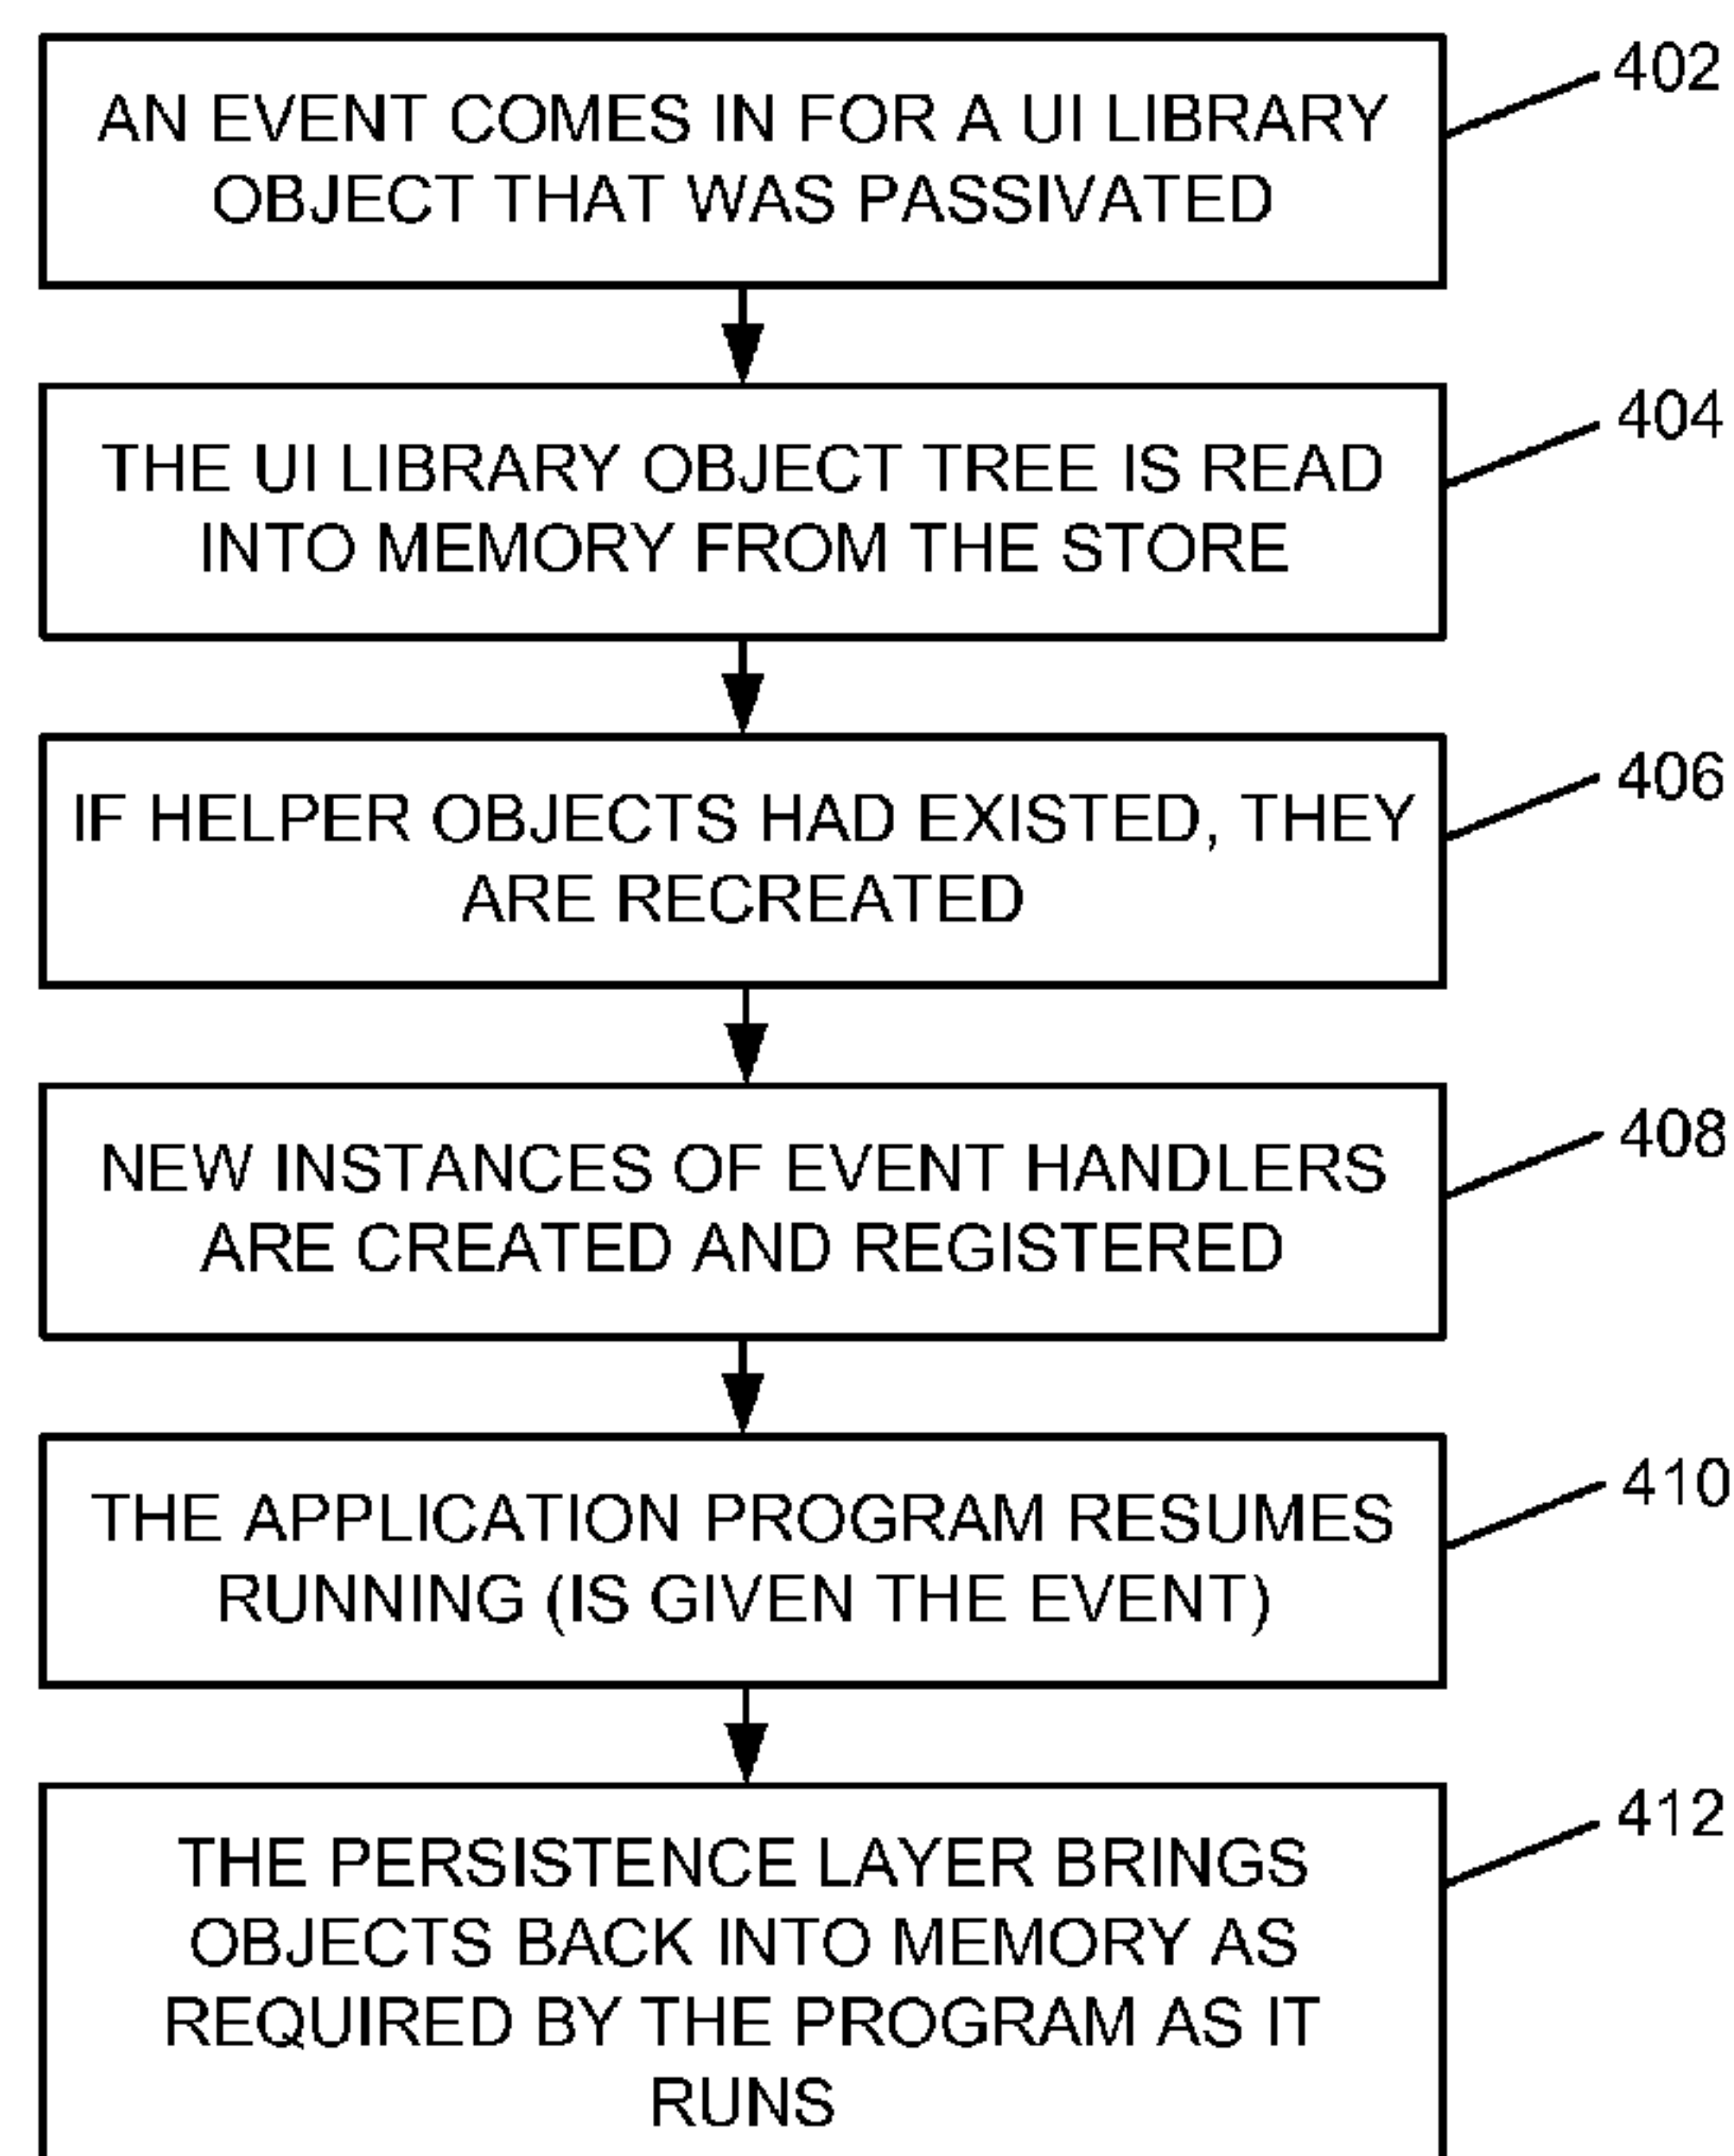 402
AN EVENT COMES IN FOR A UI LIBRARY
OBJECT THAT WAS PASSIVATED
404
THE UI LIBRARY OBJECT TREE IS READ
INTO MEMORY FROM THE STORE
406
IF HELPER OBJECTS HAD EXISTED, THEY
ARE RECREATED
408
NEW INSTANCES OF EVENT HANDLERS
ARE CREATED AND REGISTERED
410
THE APPLICATION PROGRAM RESUMES
RUNNING (IS GIVEN THE EVENT)
412
THE PERSISTENCE LAYER BRINGS
OBJECTS BACK INTO MEMORY AS
REQUIRED BY THE PROGRAM AS IT
RUNS